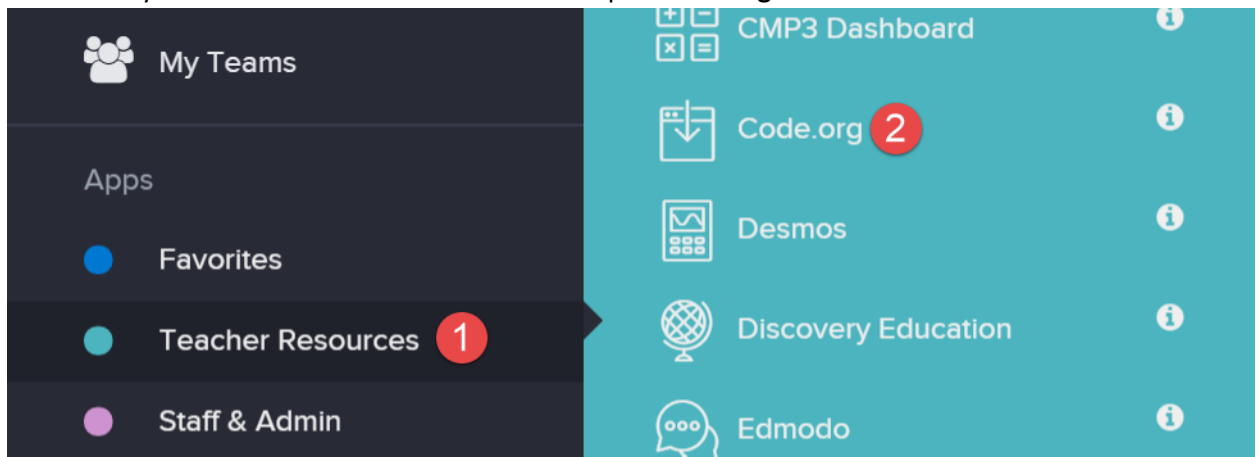 My Teams
Apps
Favorites
Teacher Resources 1
Staff & Admin
CMP3 Dashboard
Code.org 2
Desmos
Discovery Education
Edmodo